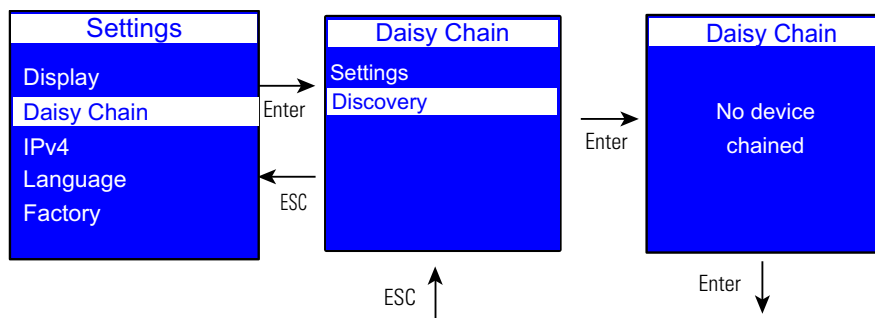 Settings
Display
Daisy Chain
IPv4
Language
Factory
Enter
ESC
Daisy Chain
Settings
Discovery
Enter
ESC
Daisy Chain
No device
chained
Enter